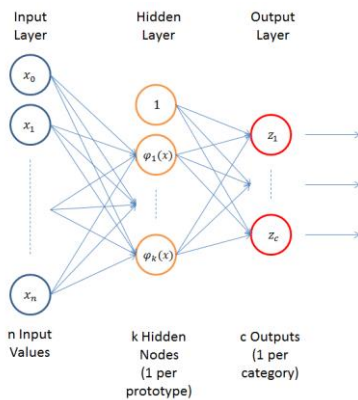 Input
Layer
Hidden
Layer
Output
Layer
x₀
x₁
xₙ
1
φ₁(x)
φₖ(x)
z₁
z_c
n Input
Values
k Hidden
Nodes
(1 per
prototype)
c Outputs
(1 per
category)